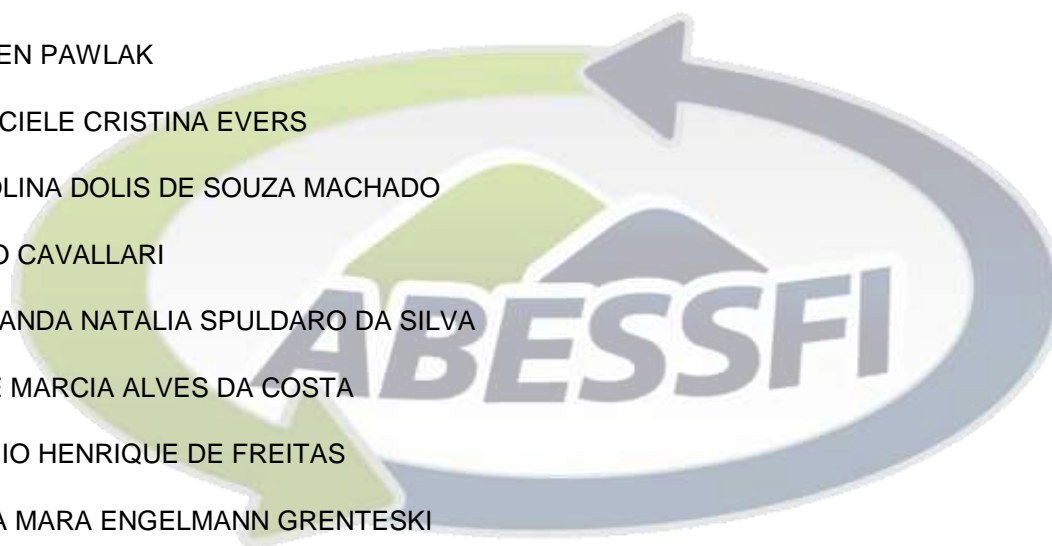 EN PAWLAK
CIELE CRISTINA EVERS
OLINA DOLIS DE SOUZA MACHADO
O CAVALLARI
ANDA NATALIA SPULDARO DA SILVA
E MARCIA ALVES DA COSTA
IO HENRIQUE DE FREITAS
A MARA ENGELMANN GRENTESKI
ABESSFI